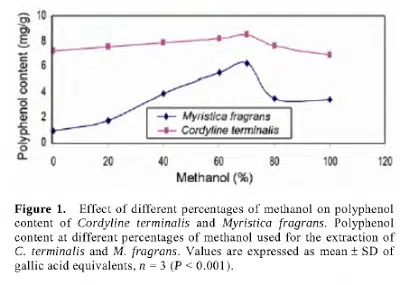 10
8
6
4
2
0
Polyphenol content (mg/g)
Myristica fragrans
Cordyline terminalis
0 20 40 60 80 100 120
Methanol (%)
Figure 1. Effect of different percentages of methanol on polyphenol
content of Cordyline terminalis and Myristica fragrans. Polyphenol
content at different percentages of methanol used for the extraction of
C. terminalis and M. fragrans. Values are expressed as mean ± SD of
gallic acid equivalents, n = 3 (P < 0.001).